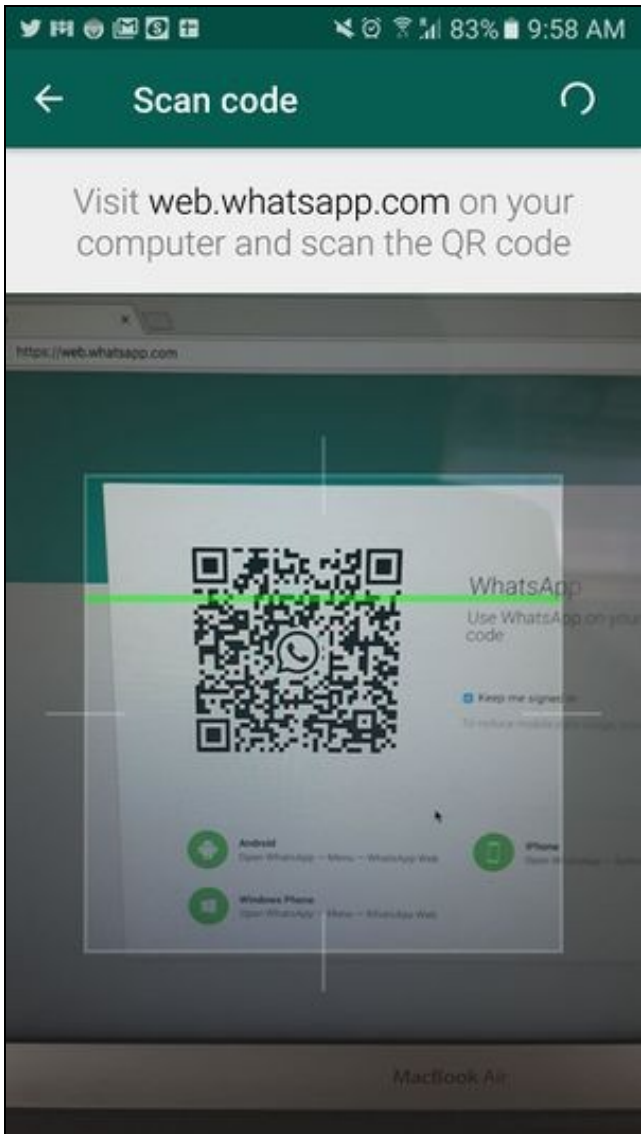 83% 9:58 AM
Scan code
Visit web.whatsapp.com on your
computer and scan the QR code
https://web.whatsapp.com
WhatsApp
Use WhatsApp on your
code
Keep me signed in
Android
Open WhatsApp – Menu – WhatsApp Web
iPhone
Open WhatsApp –
Windows Phone
Open WhatsApp – Menu – WhatsApp Web
MacBook Air